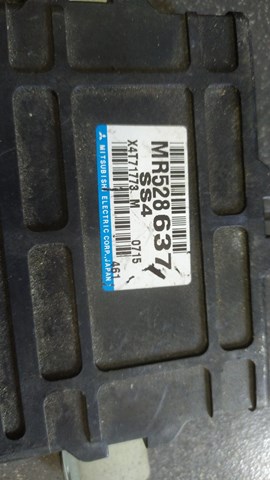 MR528637
SS4
X4T71773 M 0715
461
MITSUBISHI ELECTRIC CORP. JAPAN